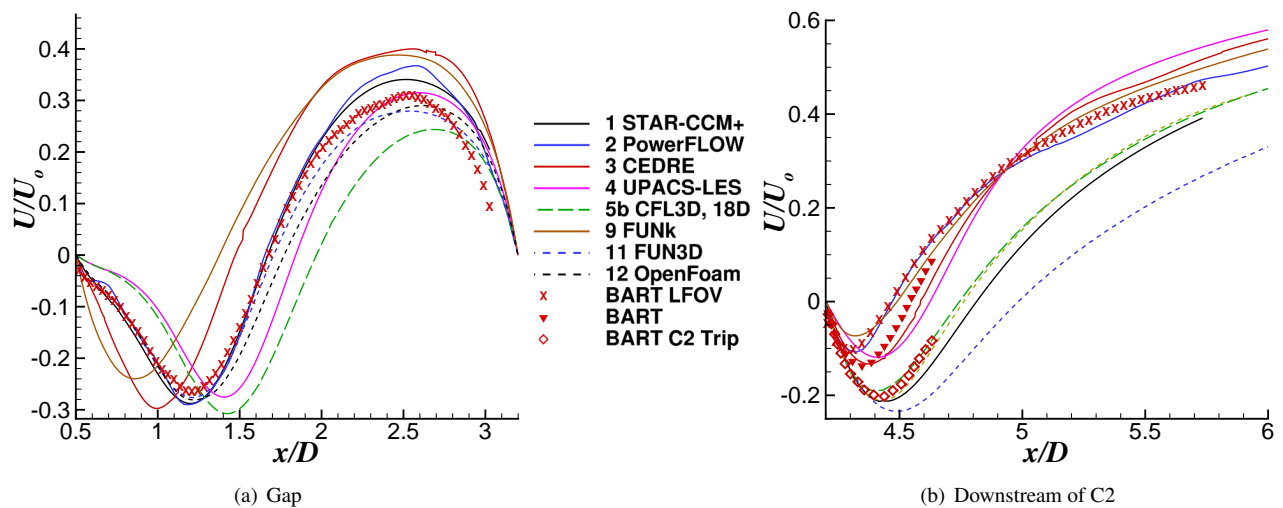 U/Uo
0.4
0.3
0.2
0.1
0
-0.1
-0.2
-0.3
0.5 1 1.5 2 2.5 3
x/D
(a) Gap
1 STAR-CCM+
2 PowerFLOW
3 CEDRE
4 UPACS-LES
5b CFL3D, 18D
9 FUNk
11 FUN3D
12 OpenFoam
BART LFOV
BART
BART C2 Trip
U/Uo
0.6
0.4
0.2
0
-0.2
4.5 5 5.5 6
x/D
(b) Downstream of C2